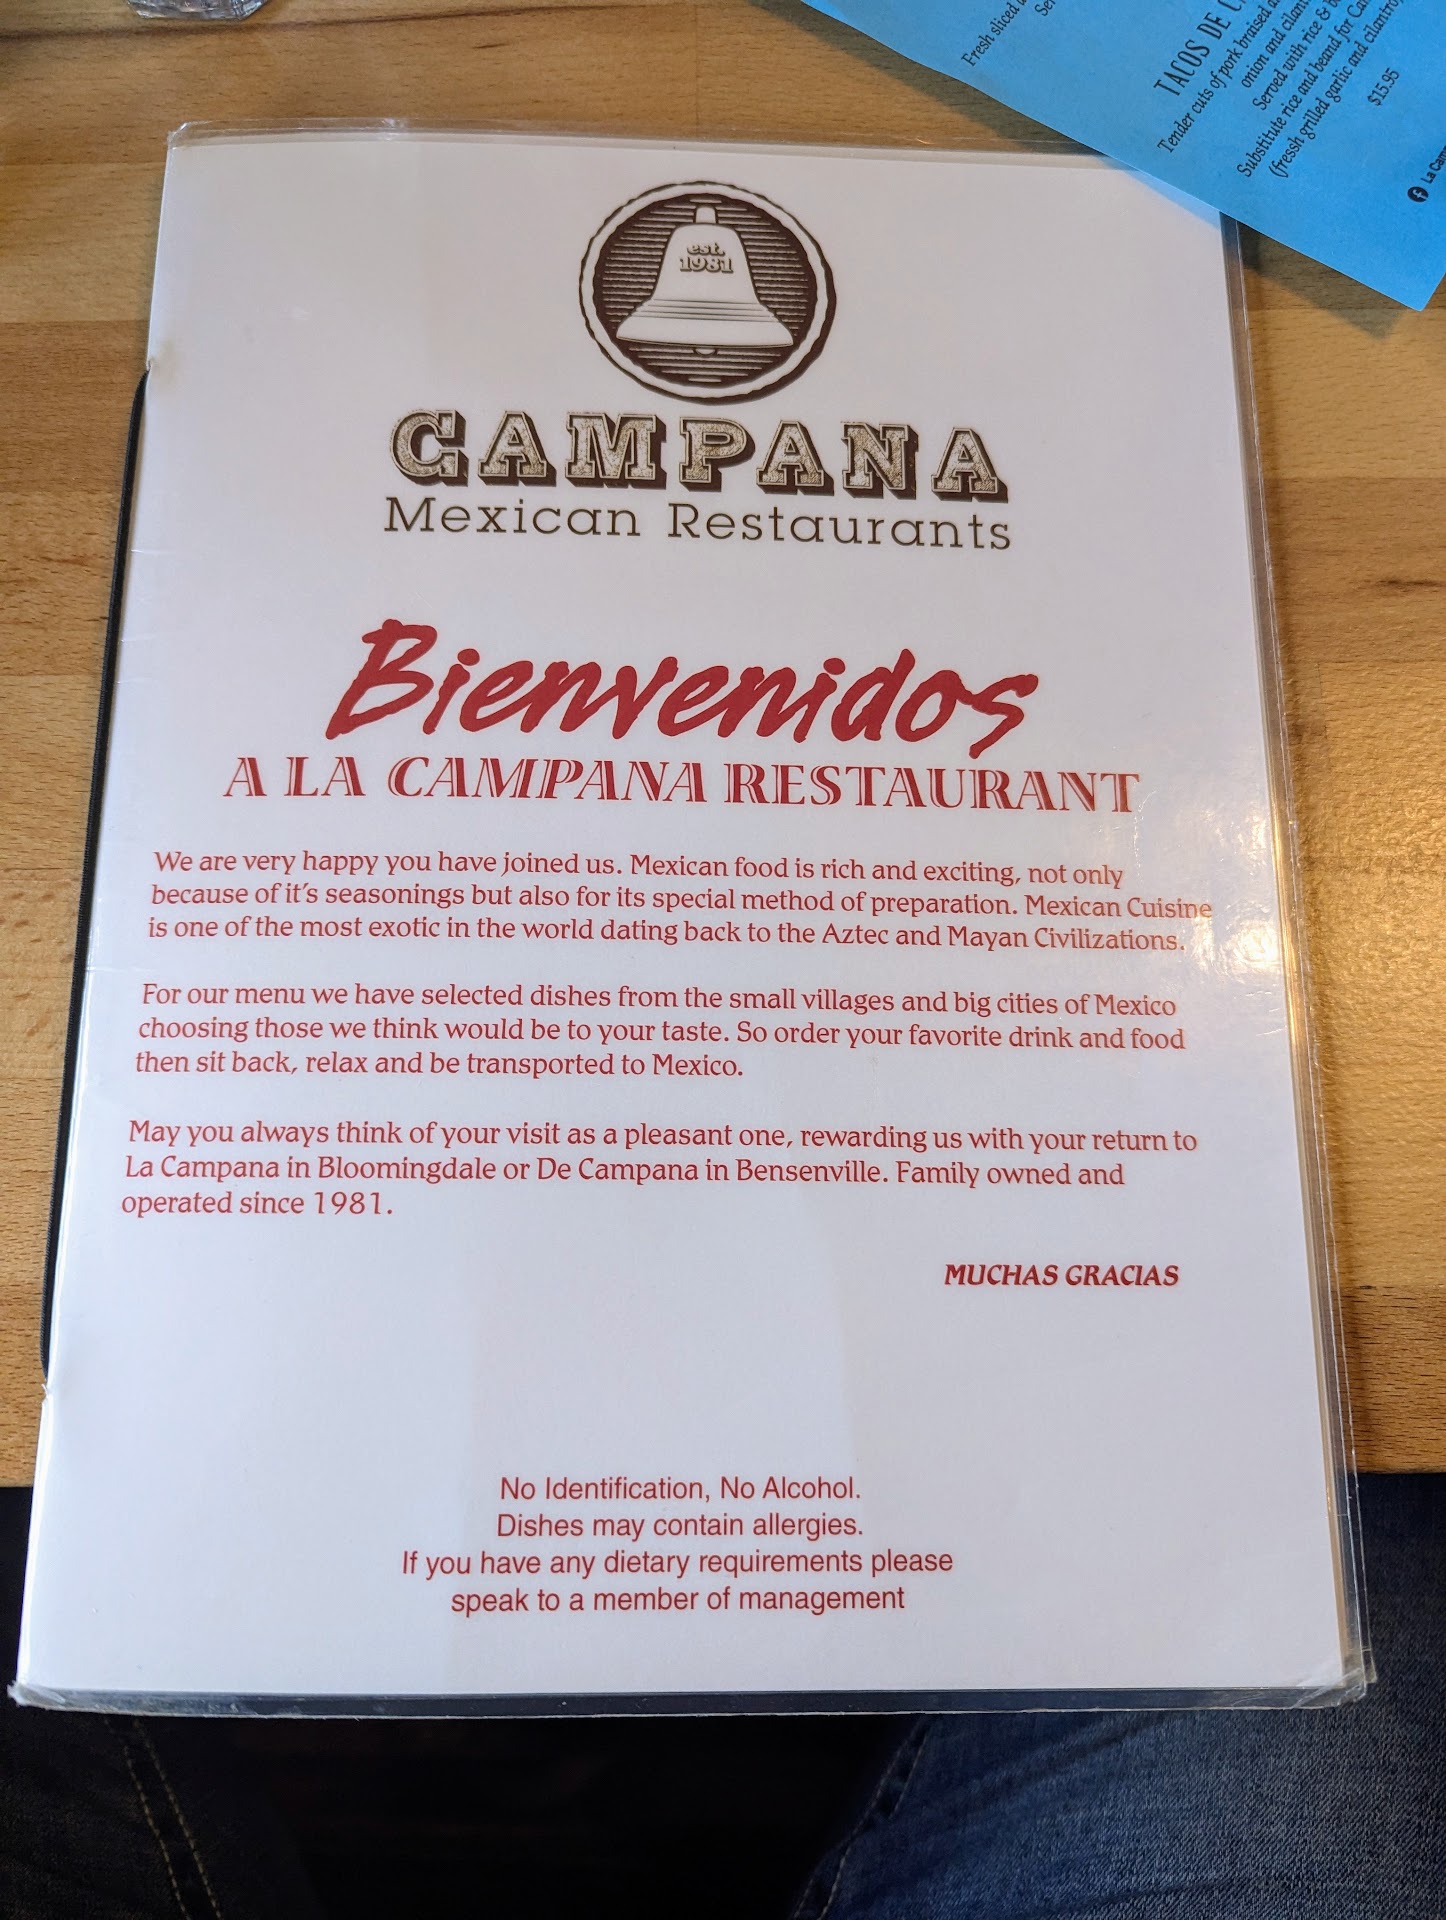 est.
1981
CAMPANA
Mexican Restaurants
Bienvenidos
A LA CAMPANA RESTAURANT
We are very happy you have joined us. Mexican food is rich and exciting, not only
because of it's seasonings but also for its special method of preparation. Mexican Cuisine
is one of the most exotic in the world dating back to the Aztec and Mayan Civilizations.
For our menu we have selected dishes from the small villages and big cities of Mexico
choosing those we think would be to your taste. So order your favorite drink and food
then sit back, relax and be transported to Mexico.
May you always think of your visit as a pleasant one, rewarding us with your return to
La Campana in Bloomingdale or De Campana in Bensenville. Family owned and
operated since 1981.
MUCHAS GRACIAS
No Identification, No Alcohol.
Dishes may contain allergies.
If you have any dietary requirements please
speak to a member of management
Fresh sliced
TACOS DE
Tender cuts of pork braised
onion and
Served with rice &
Substitute rice and beand for
(fressh grilled garlic and cilantro
$15.95
La